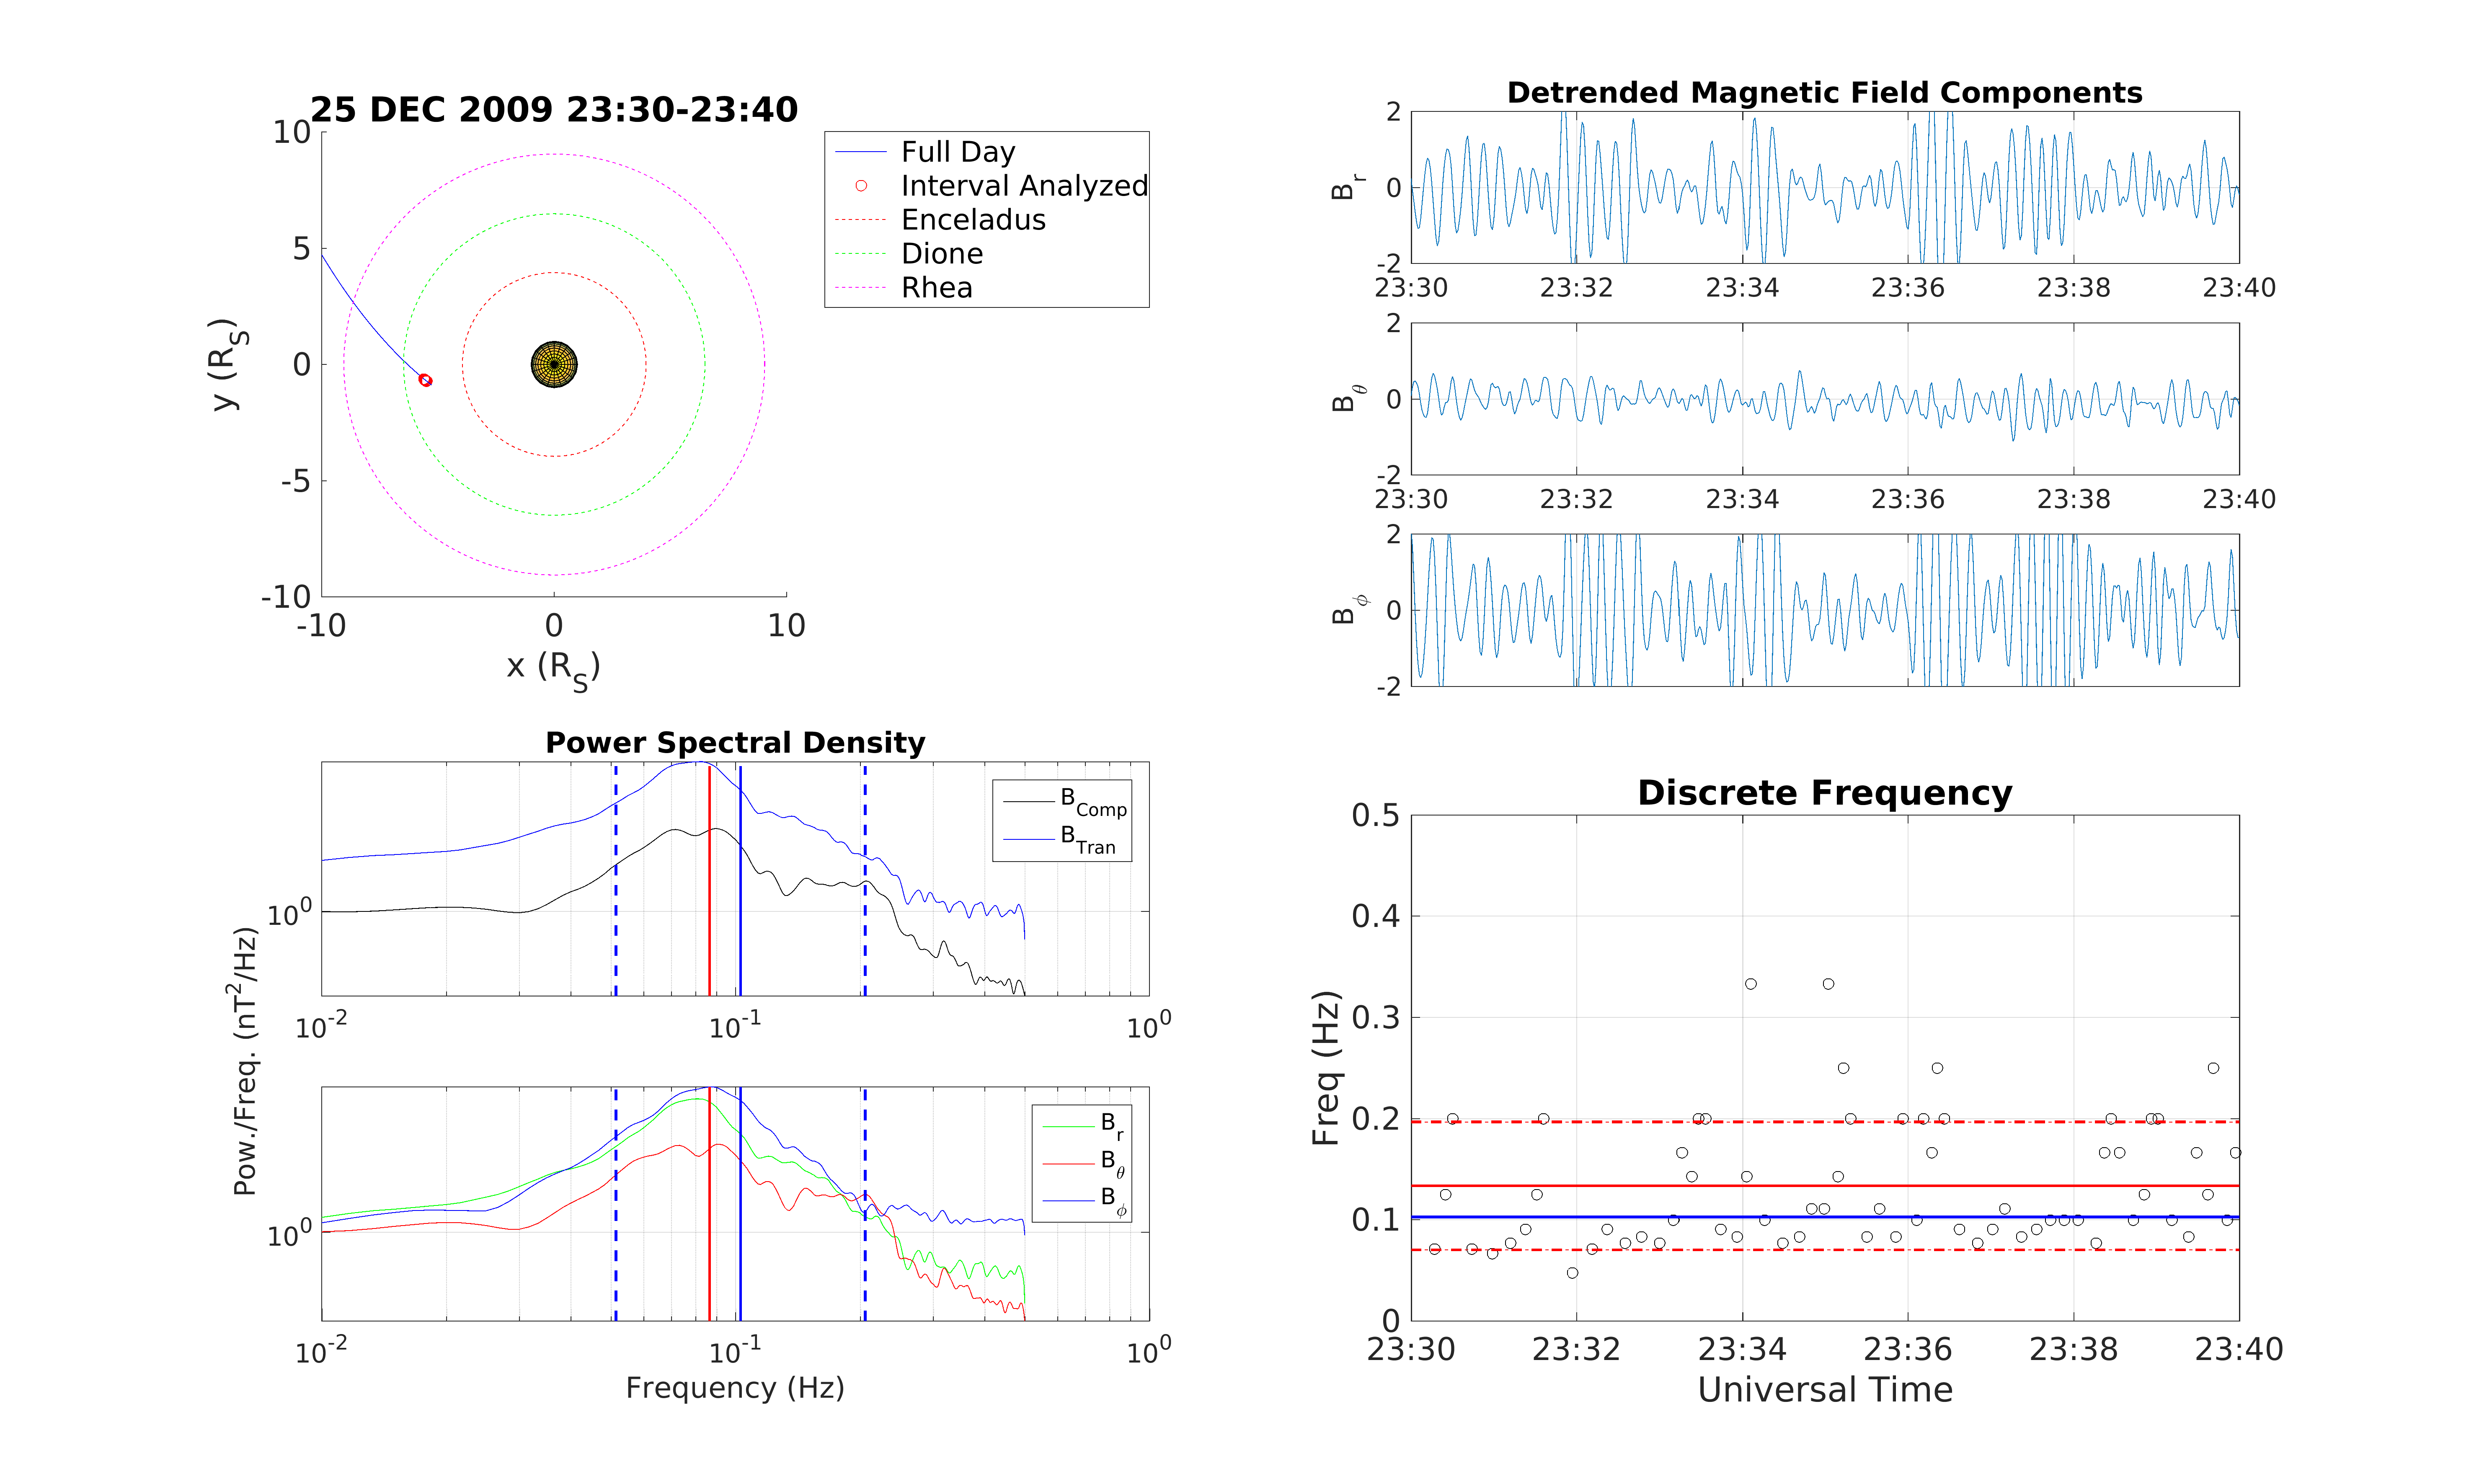 25 DEC 2009 23:30-23:40
10
5
0
-5
-10
-10 0 10
y (R_S)
x (R_S)
Full Day
Interval Analyzed
Enceladus
Dione
Rhea
Detrended Magnetic Field Components
B_r
2
0
-2
23:30 23:32 23:34 23:36 23:38 23:40
B_θ
2
0
-2
23:30 23:32 23:34 23:36 23:38 23:40
B_ϕ
2
0
-2
Power Spectral Density
B_Comp
B_Tran
10^0
10^-2 10^-1 10^0
Pow./Freq. (nT^2/Hz)
B_r
B_θ
B_ϕ
10^0
10^-2 10^-1 10^0
Frequency (Hz)
Discrete Frequency
Freq (Hz)
0.5
0.4
0.3
0.2
0.1
0
23:30 23:32 23:34 23:36 23:38 23:40
Universal Time